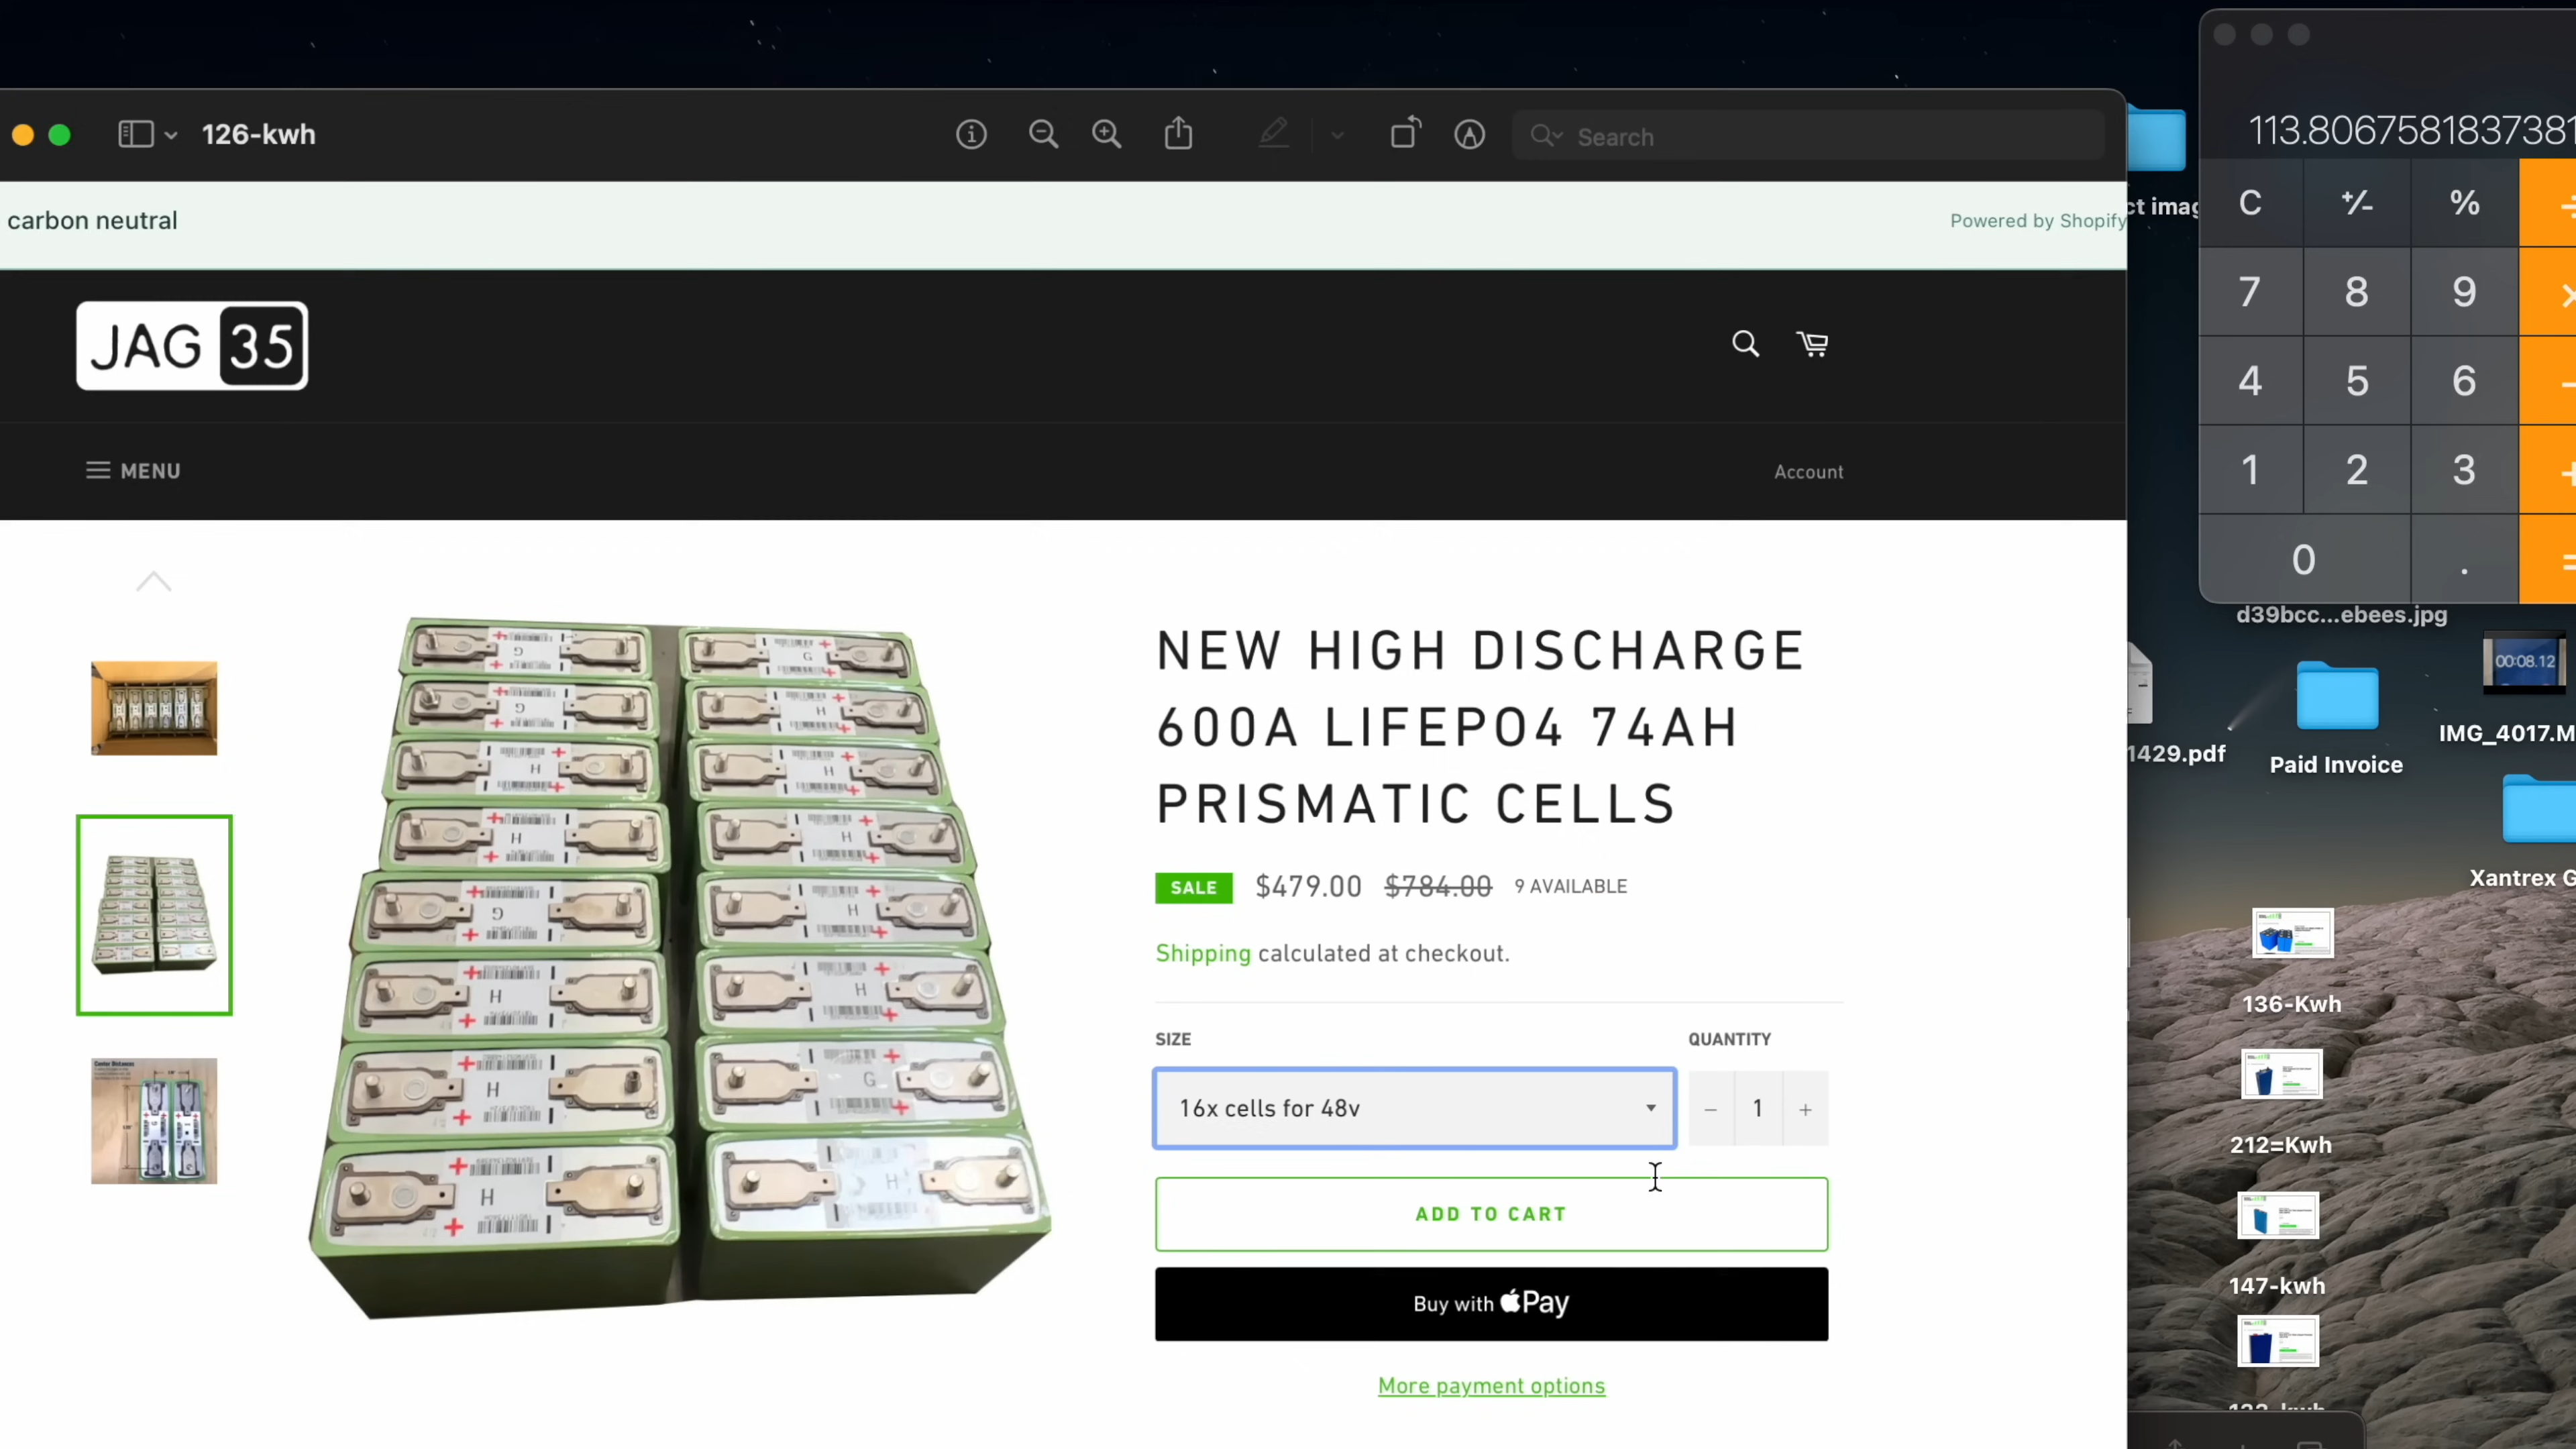 126-kwh
Search
113.8067581837381
carbon neutral
Powered by Shopify
JAG 35
MENU
Account
C
%
7 8 9
4 5 6
1 2 3
0 .
NEW HIGH DISCHARGE
600A LIFEPO4 74AH
PRISMATIC CELLS
SALE $479.00 $784.00 9 AVAILABLE
Shipping calculated at checkout.
SIZE QUANTITY
16x cells for 48v
− 1 +
ADD TO CART
Buy with Pay
More payment options
d39bcc...ebees.jpg
00:08.12
1429.pdf
Paid Invoice
IMG_4017.M
Xantrex G
136-Kwh
212=Kwh
147-kwh
G
G
H
H
G
H
H
H
G
H
H
H
H
H
G
H